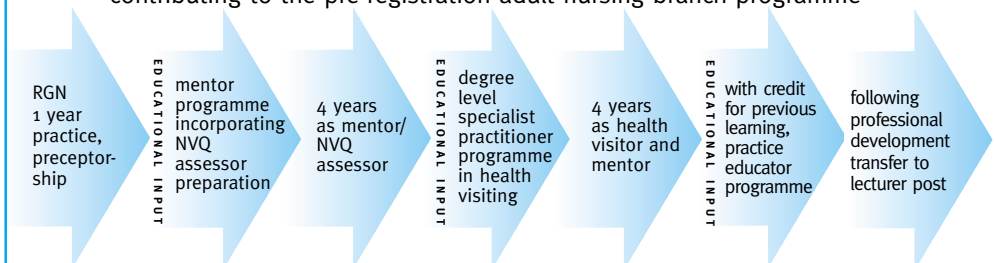 contributing to the pre-registration adult nursing branch programme
RGN
1 year
practice,
preceptor-
ship
EDUCATIONAL INPUT
mentor
programme
incorporating
NVQ
assessor
preparation
4 years
as mentor/
NVQ
assessor
EDUCATIONAL INPUT
degree
level
specialist
practitioner
programme
in health
visiting
4 years
as health
visitor and
mentor
EDUCATIONAL INPUT
with credit
for previous
learning,
practice
educator
programme
following
professional
development
transfer to
lecturer post